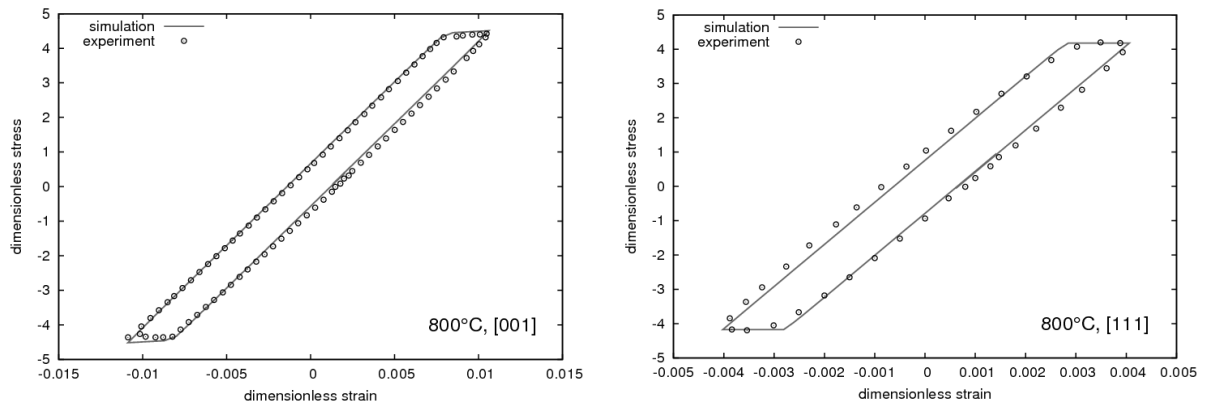 5
4
3
2
1
0
-1
-2
-3
-4
-5
dimensionless stress
simulation
experiment
800°C, [001]
-0.015 -0.01 -0.005 0 0.005 0.01 0.015
dimensionless strain
5
4
3
2
1
0
-1
-2
-3
-4
-5
dimensionless stress
simulation
experiment
800°C, [111]
-0.005 -0.004 -0.003 -0.002 -0.001 0 0.001 0.002 0.003 0.004 0.005
dimensionless strain